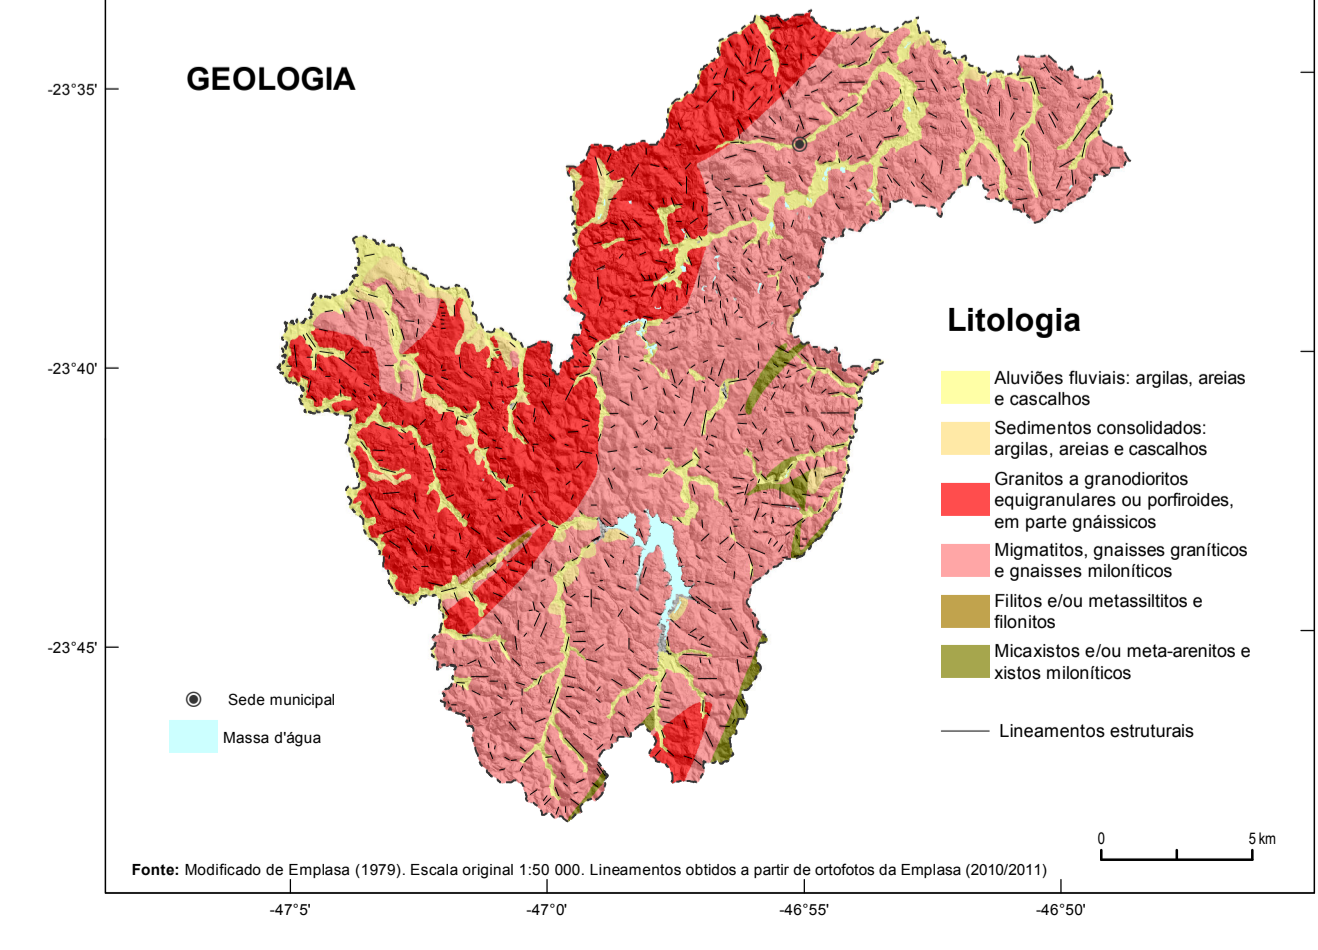 GEOLOGIA
-23°35'
-23°40'
-23°45'
Litologia
Aluviões fluviais: argilas, areias
e cascalhos
Sedimentos consolidados:
argilas, areias e cascalhos
Granitos a granodioritos
equigranulares ou porfiroides,
em parte gnáissicos
Migmatitos, gnaisses graníticos
e gnaisses miloníticos
Filitos e/ou metassiltitos e
filonitos
Micaxistos e/ou meta-arenitos e
xistos miloníticos
Lineamentos estruturais
Sede municipal
Massa d'água
0 5 km
Fonte: Modificado de Emplasa (1979). Escala original 1:50 000. Lineamentos obtidos a partir de ortofotos da Emplasa (2010/2011)
-47°5' -47°0' -46°55' -46°50'